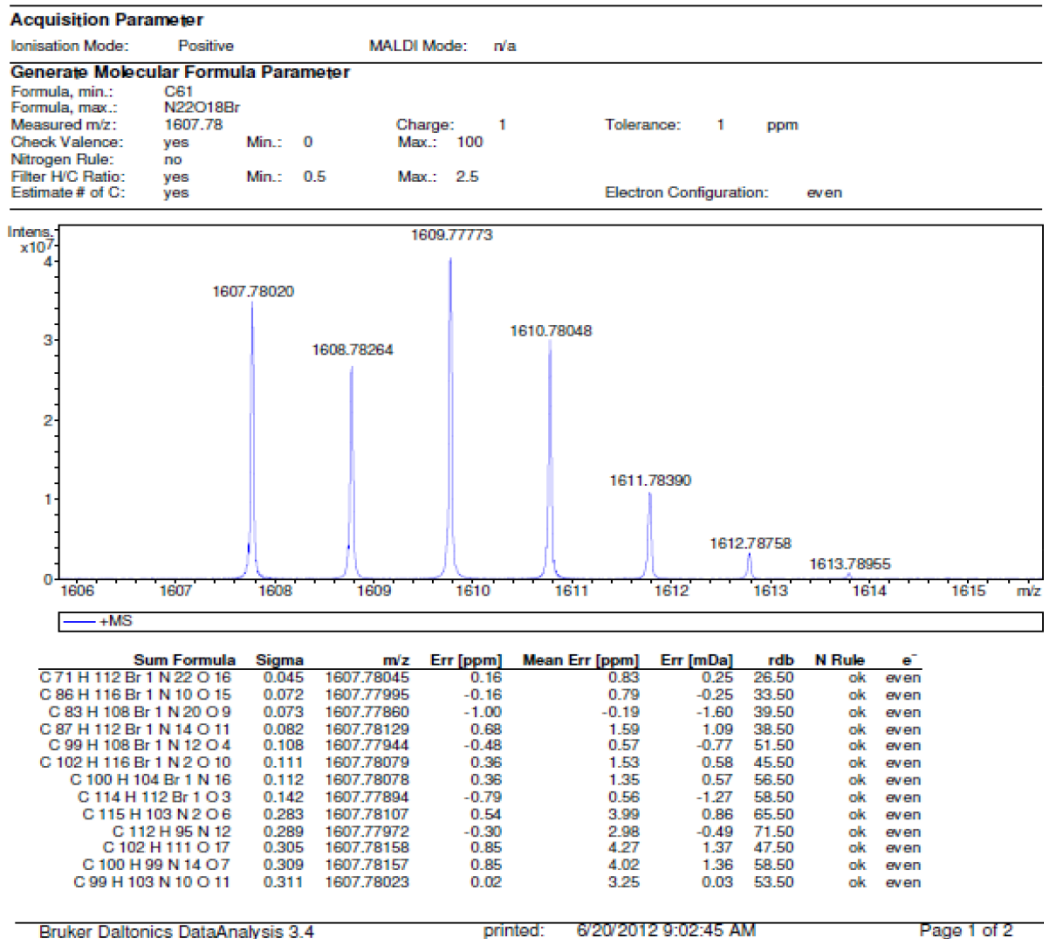 Acquisition Parameter
Ionisation Mode: Positive MALDI Mode: n/a
Generate Molecular Formula Parameter
Formula, min.: C61
Formula, max.: N22O18Br
Measured m/z: 1607.78 Charge: 1 Tolerance: 1 ppm
Check Valence: yes Min.: 0 Max.: 100
Nitrogen Rule: no
Filter H/C Ratio: yes Min.: 0.5 Max.: 2.5
Estimate # of C: yes Electron Configuration: even
Intens.
x10^7
1609.77773
4
1607.78020
1610.78048
3
1608.78264
2
1611.78390
1
1612.78758
1613.78955
0
1606 1607 1608 1609 1610 1611 1612 1613 1614 1615 m/z
+MS
Sum Formula Sigma m/z Err [ppm] Mean Err [ppm] Err [mDa] rdb N Rule e⁻
C 71 H 112 Br 1 N 22 O 16 0.045 1607.78045 0.16 0.83 0.25 26.50 ok even
C 86 H 116 Br 1 N 10 O 15 0.072 1607.77995 -0.16 0.79 -0.25 33.50 ok even
C 83 H 108 Br 1 N 20 O 9 0.073 1607.77860 -1.00 -0.19 -1.60 39.50 ok even
C 87 H 112 Br 1 N 14 O 11 0.082 1607.78129 0.68 1.59 1.09 38.50 ok even
C 99 H 108 Br 1 N 12 O 4 0.108 1607.77944 -0.48 0.57 -0.77 51.50 ok even
C 102 H 116 Br 1 N 2 O 10 0.111 1607.78079 0.36 1.53 0.58 45.50 ok even
C 100 H 104 Br 1 N 16 0.112 1607.78078 0.36 1.35 0.57 56.50 ok even
C 114 H 112 Br 1 O 3 0.142 1607.77894 -0.79 0.56 -1.27 58.50 ok even
C 115 H 103 N 2 O 6 0.283 1607.78107 0.54 3.99 0.86 65.50 ok even
C 112 H 95 N 12 0.289 1607.77972 -0.30 2.98 -0.49 71.50 ok even
C 102 H 111 O 17 0.305 1607.78158 0.85 4.27 1.37 47.50 ok even
C 100 H 99 N 14 O 7 0.309 1607.78157 0.85 4.02 1.36 58.50 ok even
C 99 H 103 N 10 O 11 0.311 1607.78023 0.02 3.25 0.03 53.50 ok even
Bruker Daltonics DataAnalysis 3.4 printed: 6/20/2012 9:02:45 AM Page 1 of 2